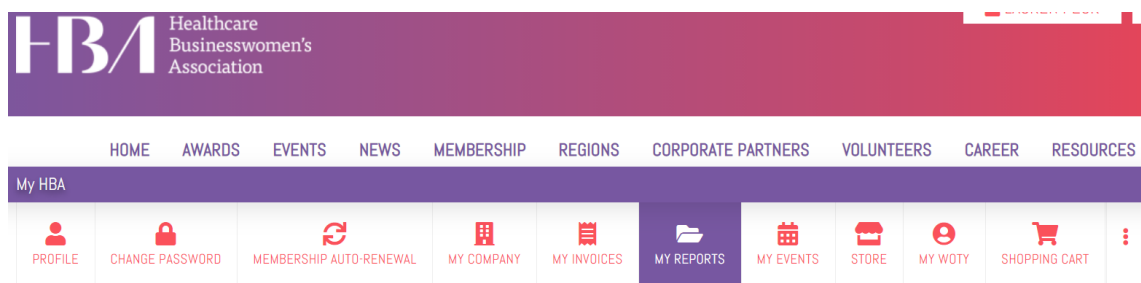 HBA Healthcare
Businesswomen's
Association
HOME AWARDS EVENTS NEWS MEMBERSHIP REGIONS CORPORATE PARTNERS VOLUNTEERS CAREER RESOURCES
My HBA
PROFILE CHANGE PASSWORD MEMBERSHIP AUTO-RENEWAL MY COMPANY MY INVOICES MY REPORTS MY EVENTS STORE MY WOTY SHOPPING CART